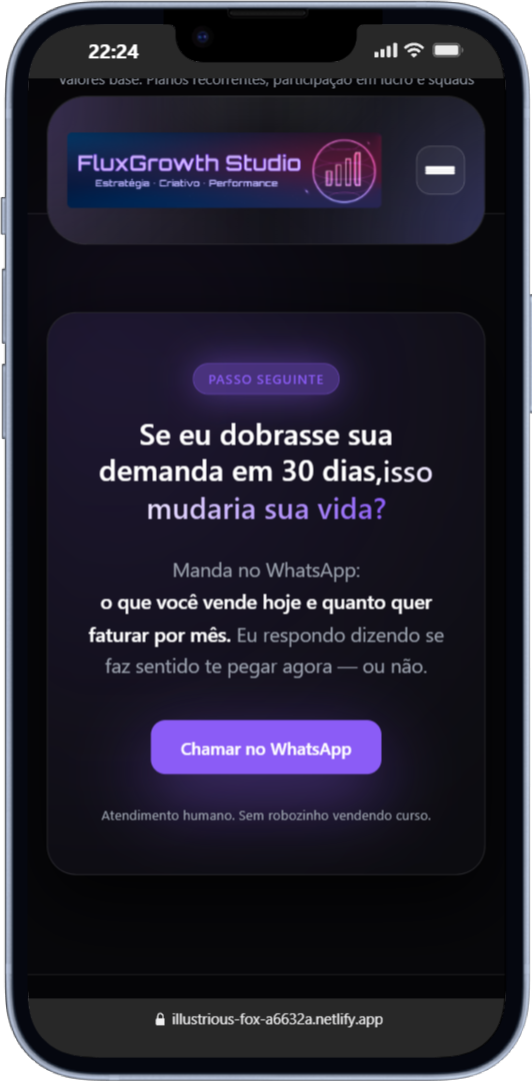 22:24
Valores base. Planos recorrentes, participação em lucro e squads
FluxGrowth Studio
Estratégia · Criativo · Performance
PASSO SEGUINTE
Se eu dobrasse sua
demanda em 30 dias,isso
mudaria sua vida?
Manda no WhatsApp:
o que você vende hoje e quanto quer
faturar por mês. Eu respondo dizendo se
faz sentido te pegar agora — ou não.
Chamar no WhatsApp
Atendimento humano. Sem robozinho vendendo curso.
illustrious-fox-a6632a.netlify.app